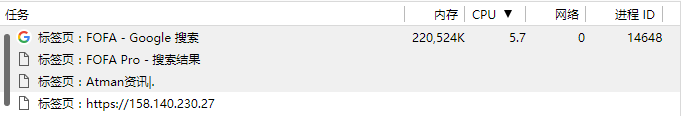 任务 内存 CPU ▼ 网络 进程 ID
标签页：FOFA - Google 搜索 220,524K 5.7 0 14648
标签页：FOFA Pro - 搜索结果
标签页：Atman资讯|.
标签页：https://158.140.230.27